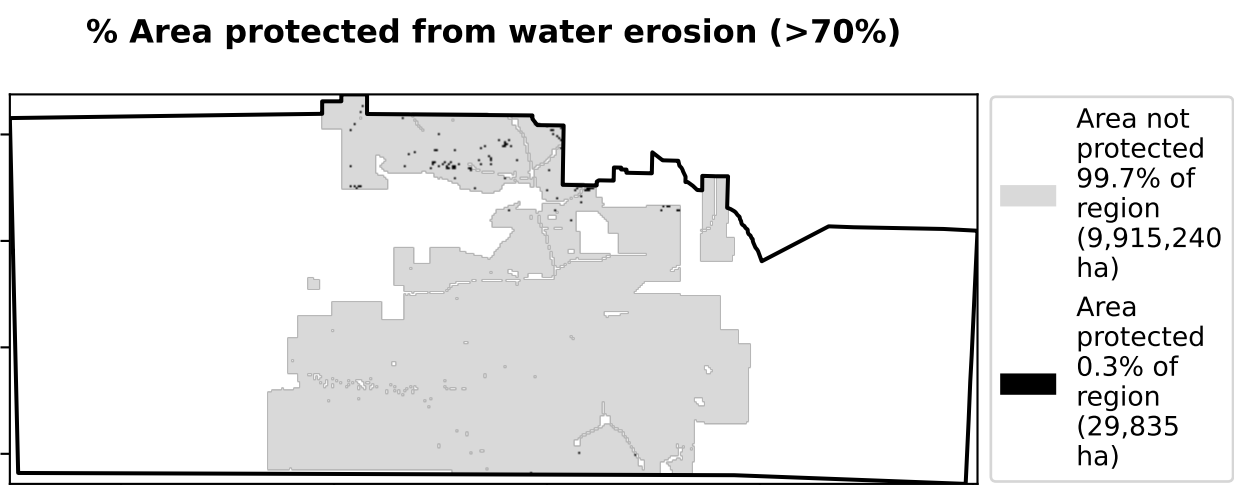 % Area protected from water erosion (>70%)
Area not
protected
99.7% of
region
(9,915,240
ha)
Area
protected
0.3% of
region
(29,835
ha)